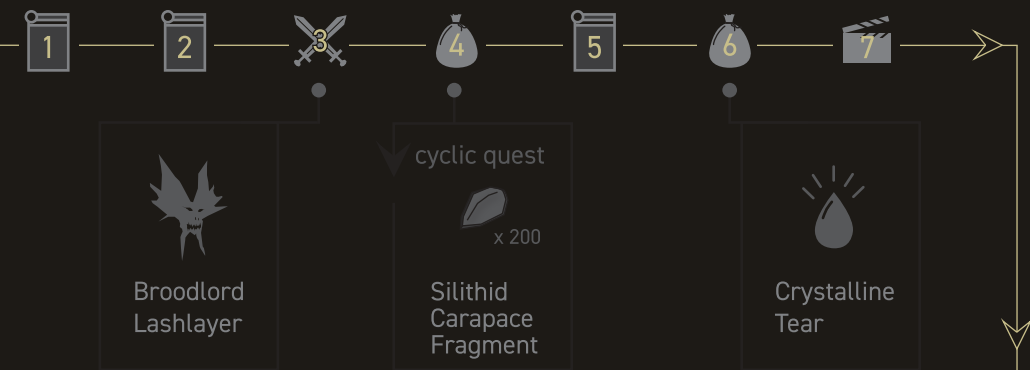 1
2
3
4
5
6
7
cyclic quest
x 200
Broodlord
Lashlayer
Silithid
Carapace
Fragment
Crystalline
Tear